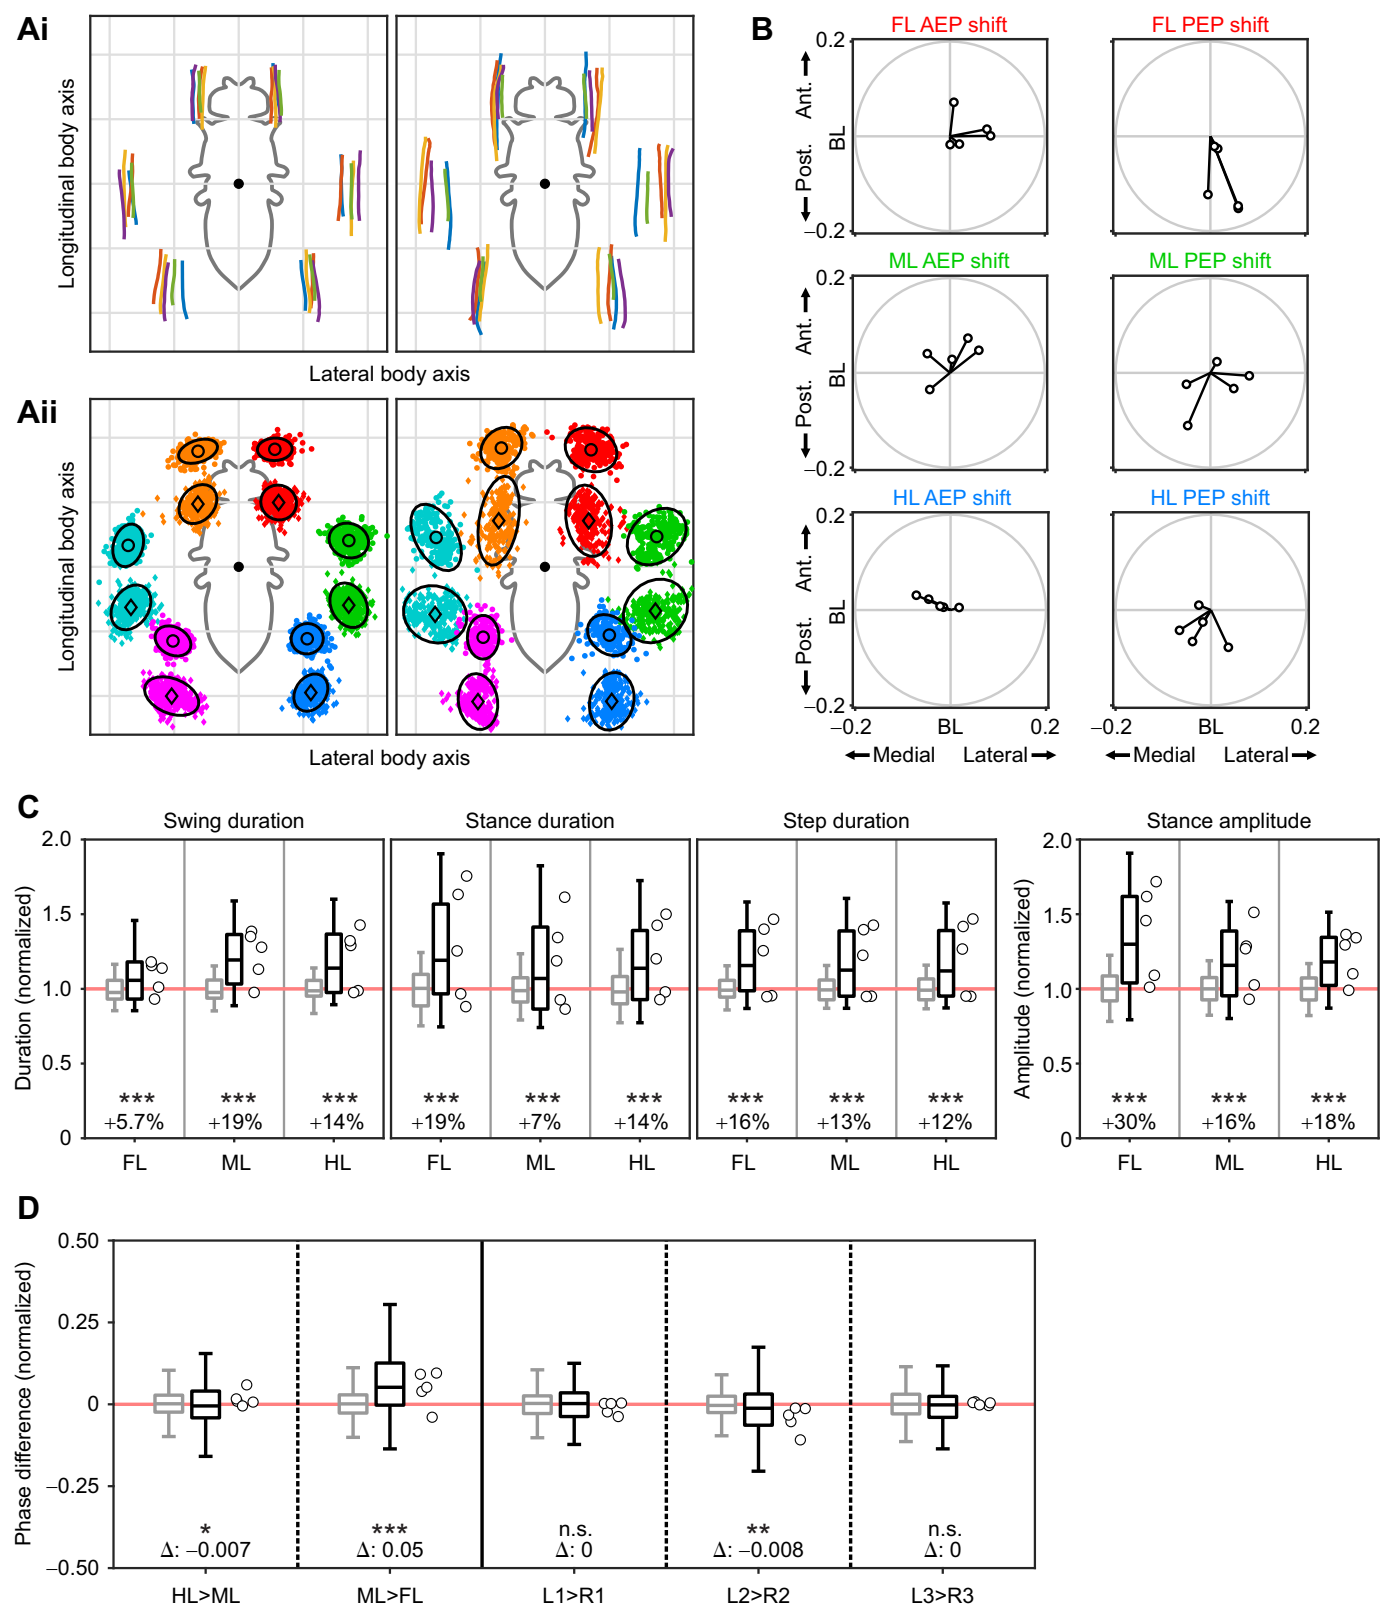 Ai
Longitudinal body axis
Lateral body axis
Aii
Longitudinal body axis
Lateral body axis
B
FL AEP shift
FL PEP shift
0.2
Ant.
BL
Post.
−0.2
0.2
ML AEP shift
ML PEP shift
0.2
Ant.
BL
Post.
−0.2
HL AEP shift
HL PEP shift
0.2
Ant.
BL
Post.
−0.2
−0.2
BL
0.2
−0.2
BL
0.2
Medial
Lateral
Medial
Lateral
C
Swing duration
Stance duration
Step duration
Stance amplitude
Duration (normalized)
2.0
1.5
1.0
0.5
0
Amplitude (normalized)
2.0
1.5
1.0
0.5
0
*** *** *** *** *** *** *** *** *** *** *** ***
+5.7% +19% +14% +19% +7% +14% +16% +13% +12% +30% +16% +18%
FL ML HL FL ML HL FL ML HL FL ML HL
D
Phase difference (normalized)
0.50
0.25
0
−0.25
−0.50
* *** n.s. ** n.s.
Δ: −0.007 Δ: 0.05 Δ: 0 Δ: −0.008 Δ: 0
HL>ML ML>FL L1>R1 L2>R2 L3>R3